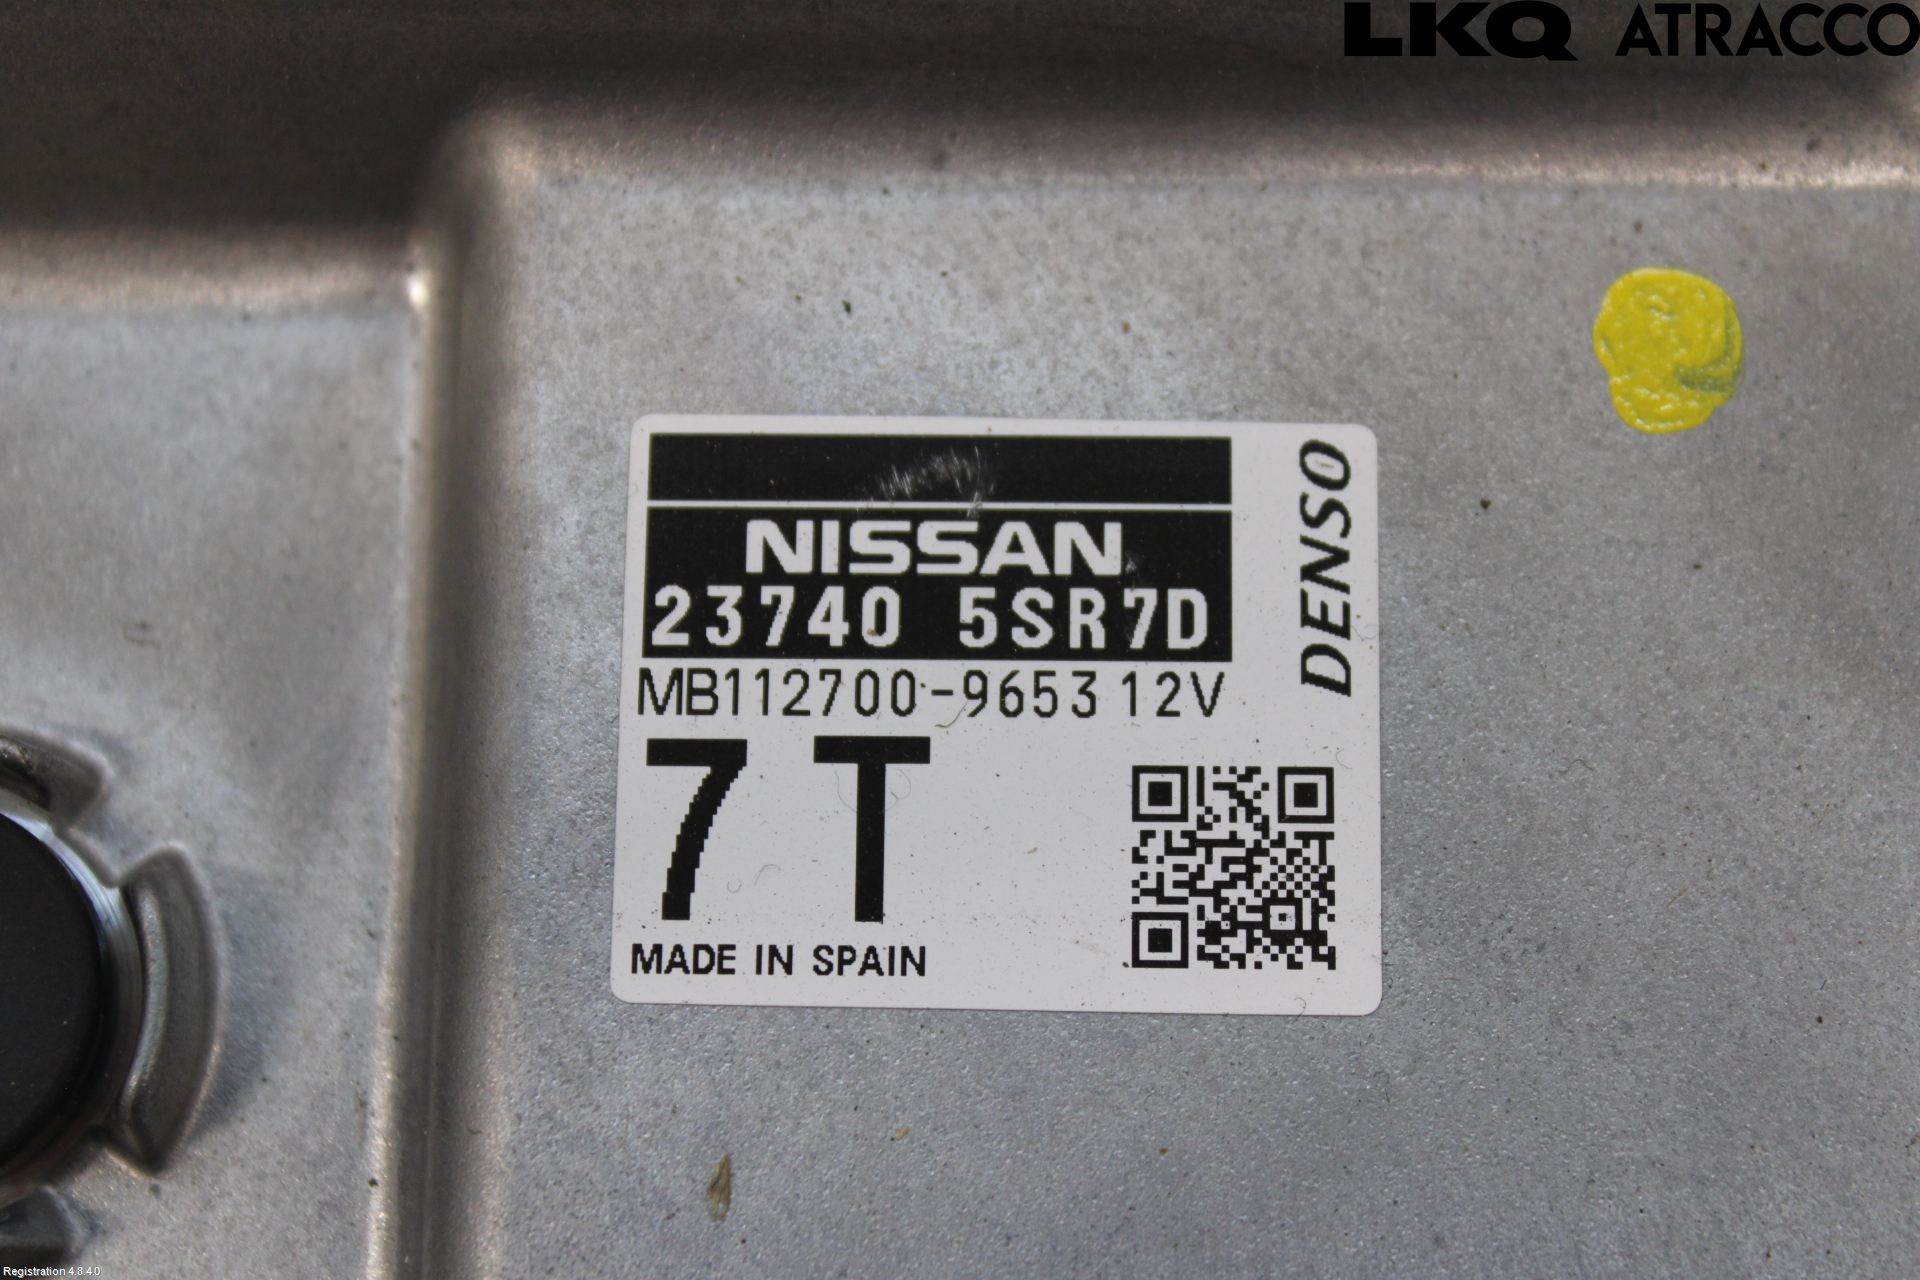 LKQ ATRACCO
NISSAN
23740 5SR7D
MB112700-9653 12V
DENSO
7 T
MADE IN SPAIN
Registration 4.8.4.0